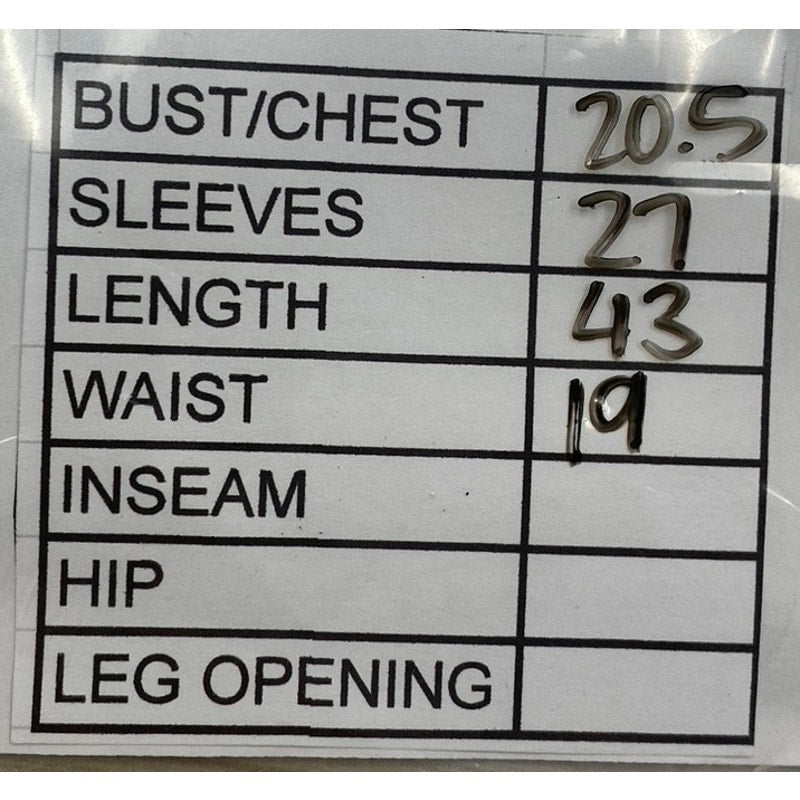 BUST/CHEST 20.5
SLEEVES 27
LENGTH 43
WAIST 19
INSEAM
HIP
LEG OPENING